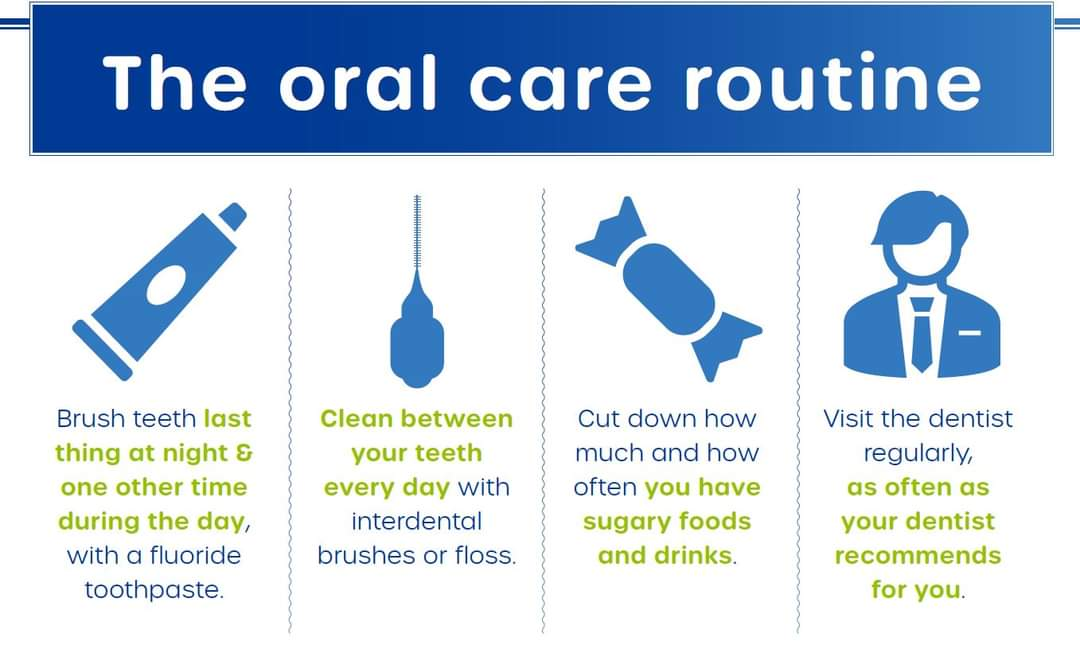 The oral care routine
Brush teeth last
thing at night &
one other time
during the day,
with a fluoride
toothpaste.
Clean between
your teeth
every day with
interdental
brushes or floss.
Cut down how
much and how
often you have
sugary foods
and drinks.
Visit the dentist
regularly,
as often as
your dentist
recommends
for you.